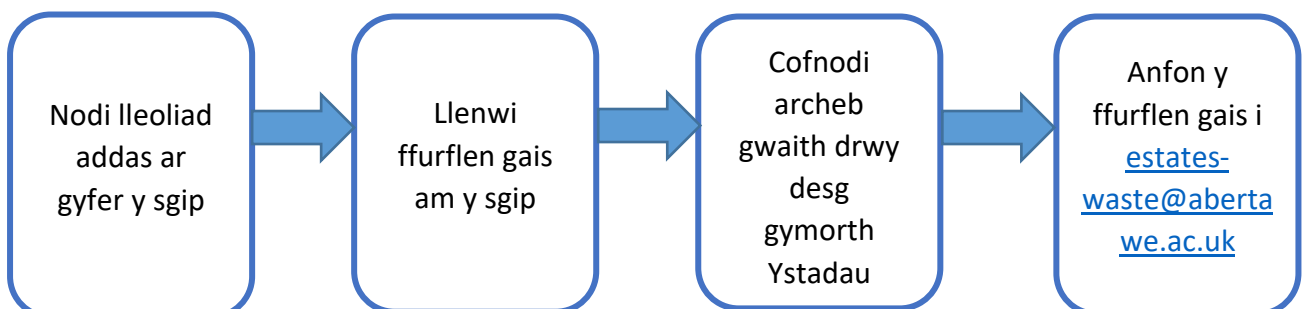 Nodi lleoliad
addas ar
gyfer y sgip
Llenwi
ffurflen gais
am y sgip
Cofnodi
archeb
gwaith drwy
desg
gymorth
Ystadau
Anfon y
ffurflen gais i
estates-
waste@aberta
we.ac.uk